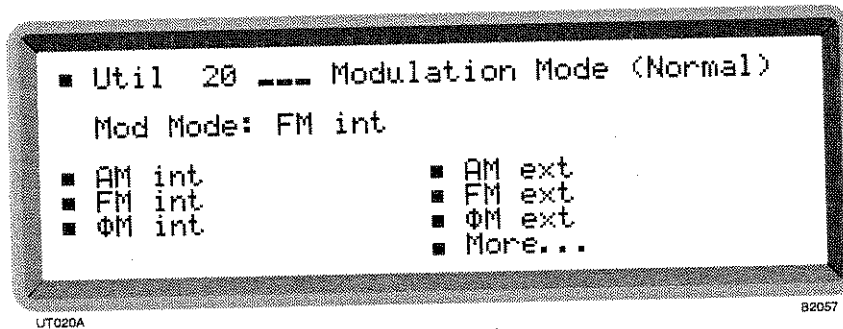 ■ Util 20 ___ Modulation Mode (Normal)
Mod Mode: FM int
■ AM int ■ AM ext
■ FM int ■ FM ext
■ ΦM int ■ ΦM ext
■ More...
UT020A B2057